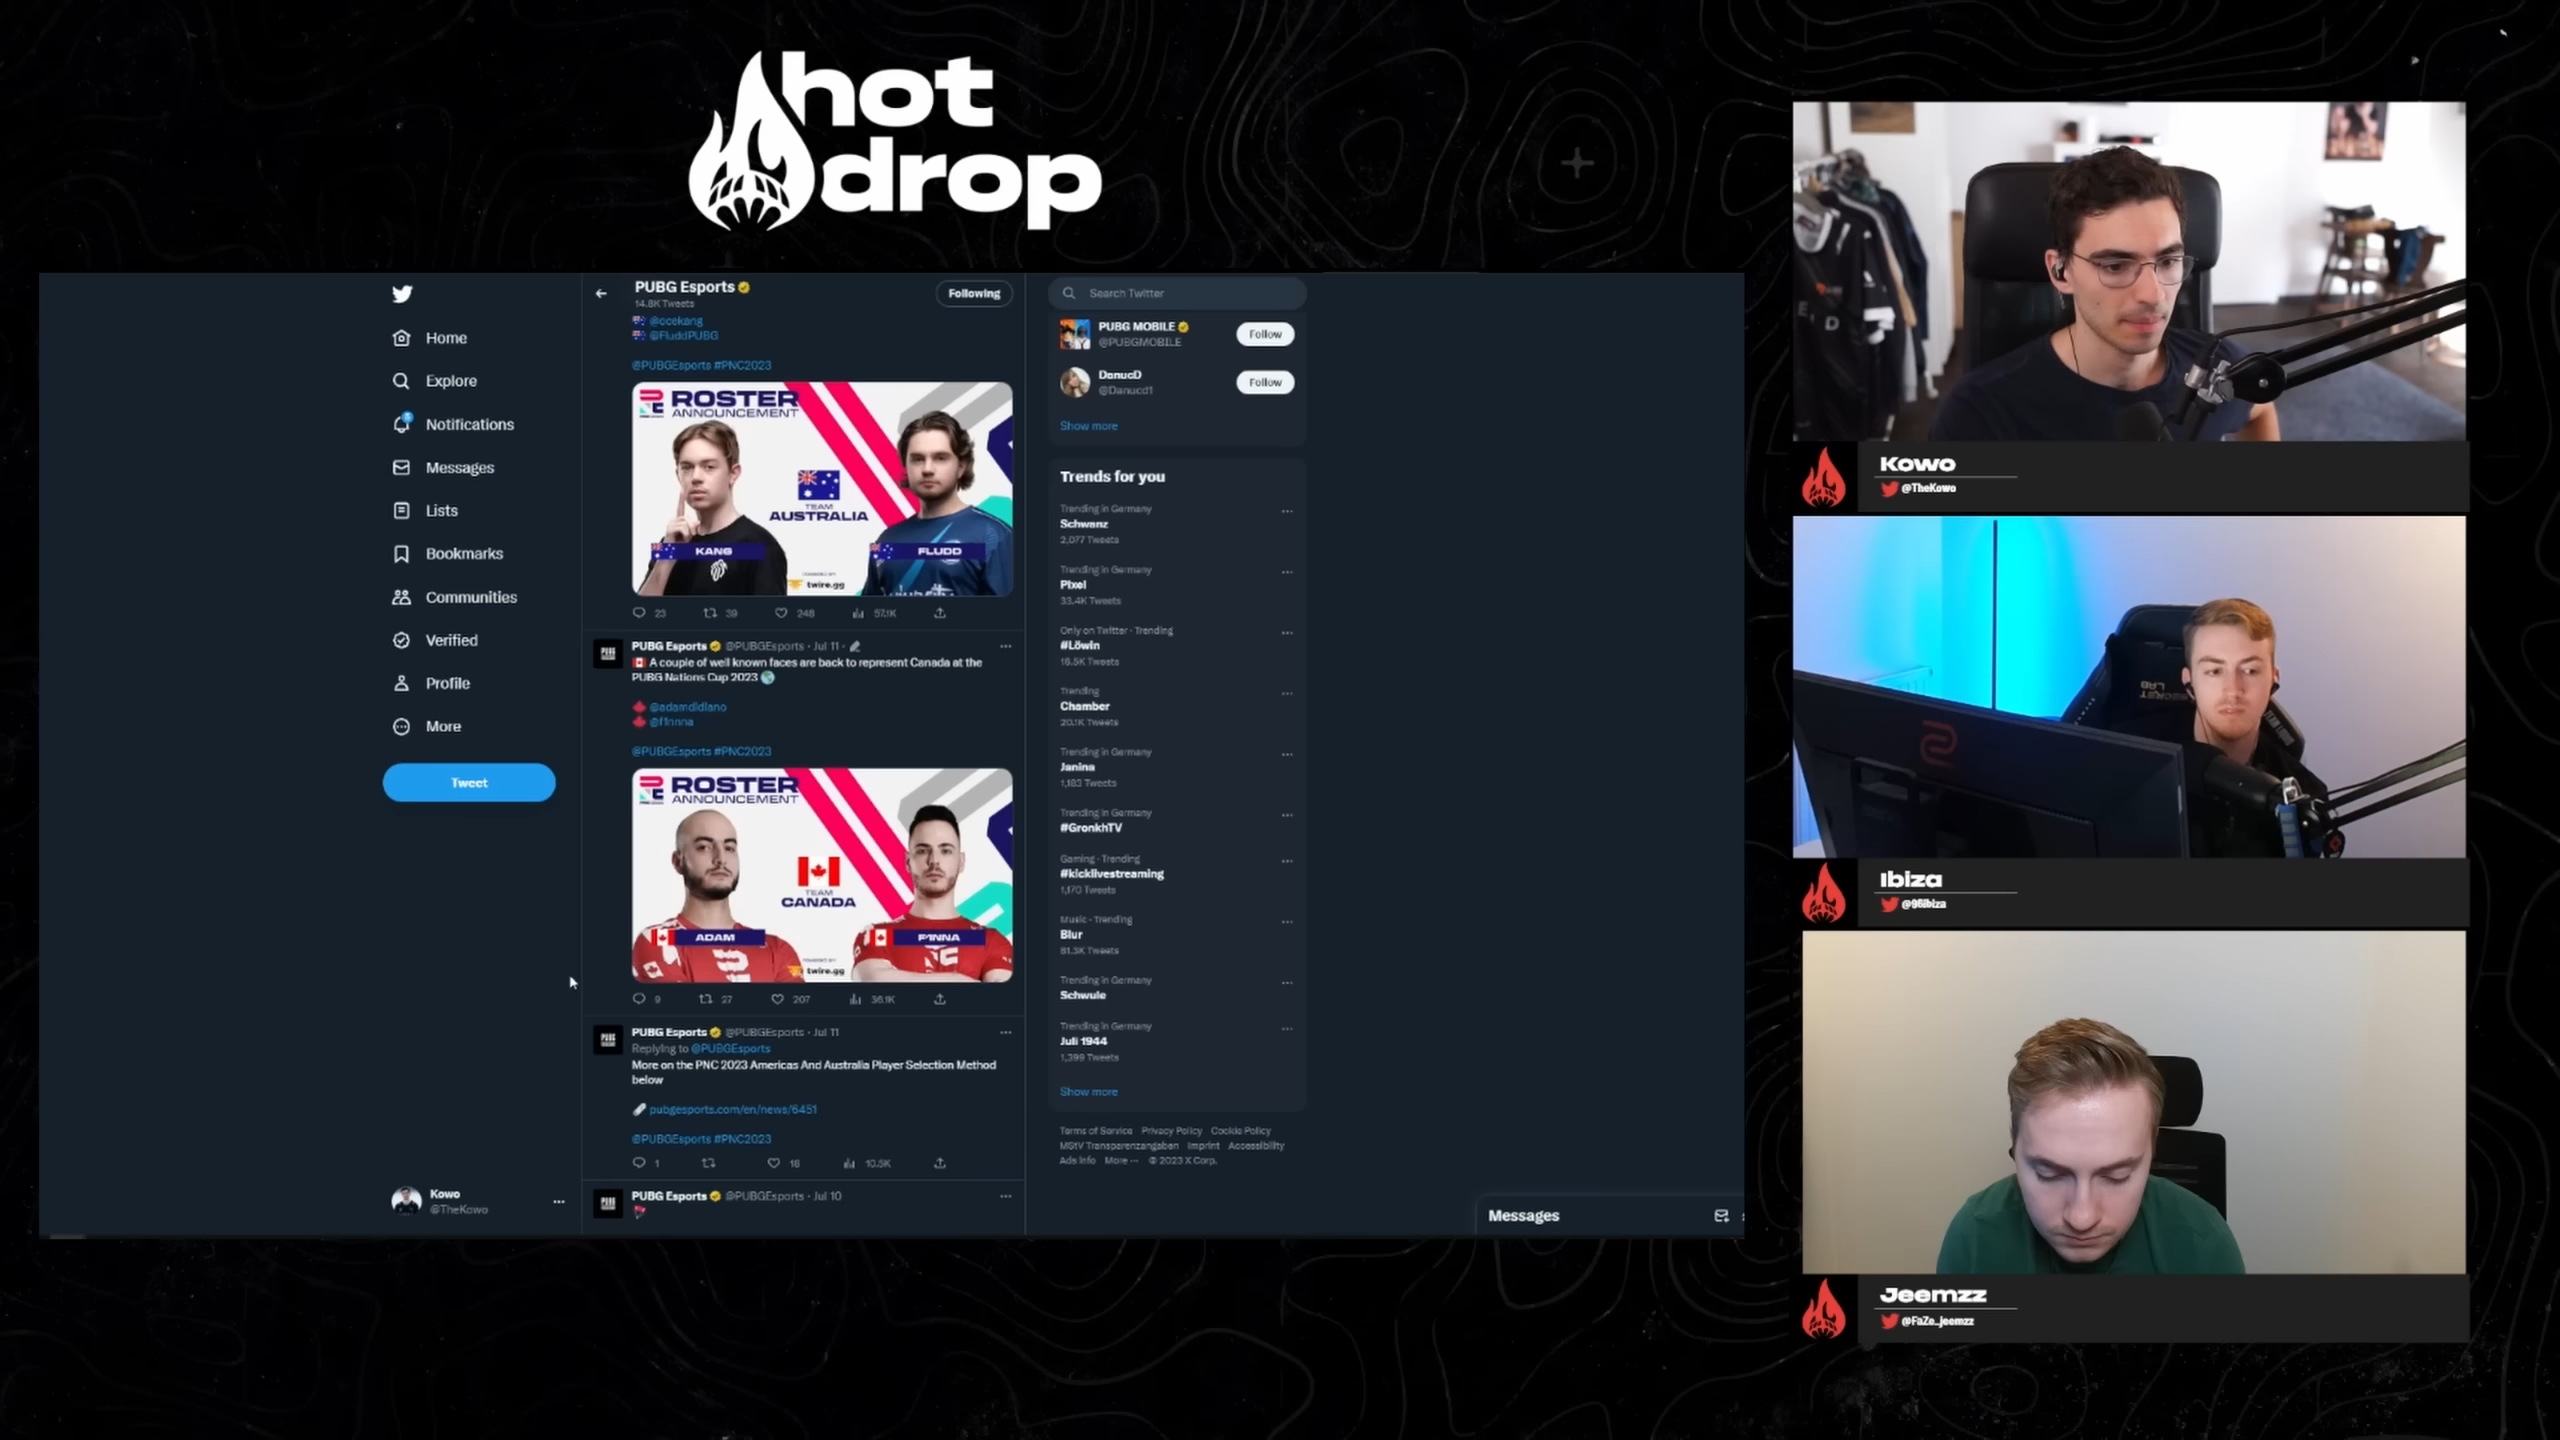 hot
drop
Home
Explore
Notifications
Messages
Lists
Bookmarks
Communities
Verified
Profile
More
Tweet
Kowo
@TheKowo
PUBG Esports
14.8K Tweets
Following
@ccekang
@FluddPUBG
@PUBGEsports #PNC2023
ROSTER
ANNOUNCEMENT
TEAM
AUSTRALIA
KANG
FLUDD
twire.gg
23 39 248 57.1K
PUBG Esports @PUBGEsports · Jul 11 ·
A couple of well known faces are back to represent Canada at the
PUBG Nations Cup 2023
@adamdidiano
@f1nnna
@PUBGEsports #PNC2023
ROSTER
ANNOUNCEMENT
TEAM
CANADA
ADAM
F1NNA
twire.gg
9 27 207 36.1K
PUBG Esports @PUBGEsports · Jul 11
Replying to @PUBGEsports
More on the PNC 2023 Americas And Australia Player Selection Method
below
pubgesports.com/en/news/6451
@PUBGEsports #PNC2023
1 16 10.5K
PUBG Esports @PUBGEsports · Jul 10
Search Twitter
PUBG MOBILE
@PUBGMOBILE
Follow
DanucD
@Danucd1
Follow
Show more
Trends for you
Trending in Germany
Schwanz
2,077 Tweets
Trending in Germany
Pixel
33.4K Tweets
Only on Twitter · Trending
#Löwin
16.5K Tweets
Trending
Chamber
20.1K Tweets
Trending in Germany
Janina
1,183 Tweets
Trending in Germany
#GronkhTV
Gaming · Trending
#kicklivestreaming
1,170 Tweets
Music · Trending
Blur
81.3K Tweets
Trending in Germany
Schwule
Trending in Germany
Juli 1944
1,399 Tweets
Show more
Terms of Service Privacy Policy Cookie Policy
MStV Transparenzangaben Imprint Accessibility
Ads info More ··· © 2023 X Corp.
Messages
Kowo
@TheKowo
Ibiza
@96ibiza
Jeemzz
@FaZe_jeemzz